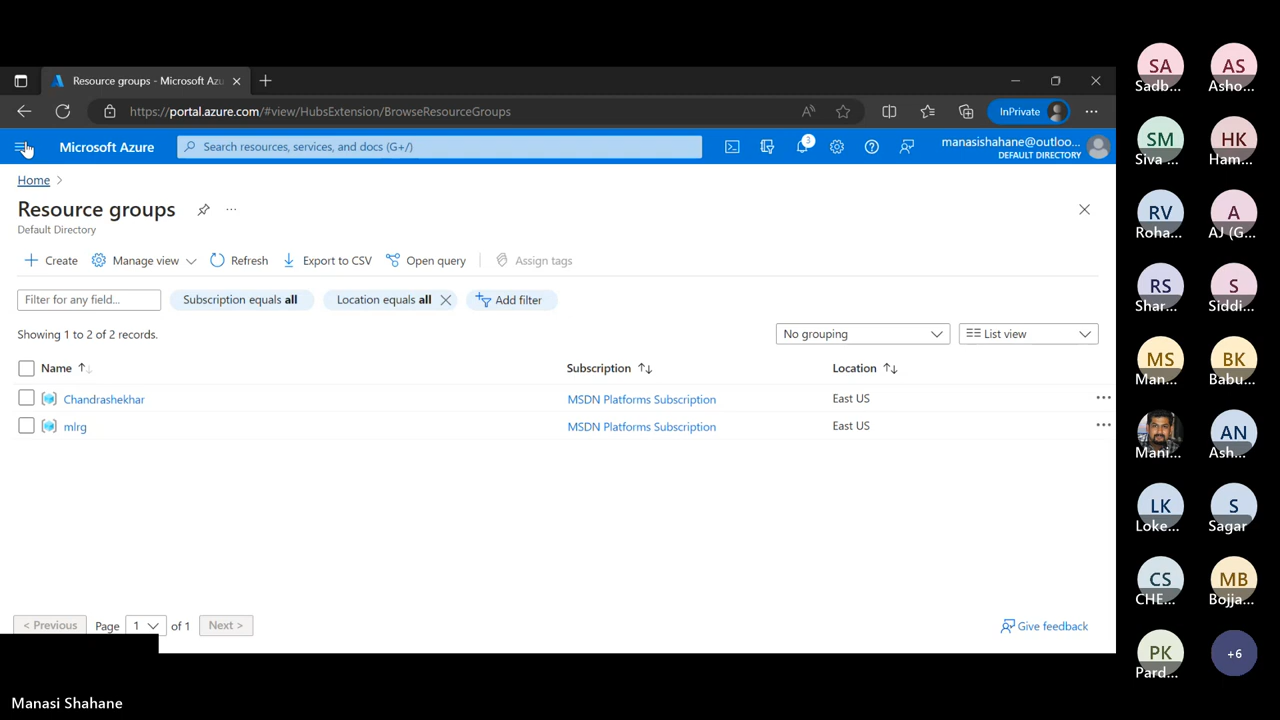 Resource groups - Microsoft Azu
https://portal.azure.com/#view/HubsExtension/BrowseResourceGroups
InPrivate
Microsoft Azure
Search resources, services, and docs (G+/)
3
manasishahane@outloo...
DEFAULT DIRECTORY
Home
Resource groups
Default Directory
Create
Manage view
Refresh
Export to CSV
Open query
Assign tags
Filter for any field...
Subscription equals all
Location equals all
Add filter
Showing 1 to 2 of 2 records.
No grouping
List view
Name
Subscription
Location
Chandrashekhar
MSDN Platforms Subscription
East US
mlrg
MSDN Platforms Subscription
East US
< Previous
Page
1
of 1
Next >
Give feedback
Manasi Shahane
SA
Sadb...
AS
Asho...
SM
Siva ...
HK
Ham...
RV
Roha...
A
AJ (G...
RS
Shar...
S
Siddi...
MS
Man...
BK
Babu...
Mani...
AN
Ash...
LK
Loke...
S
Sagar
CS
CHE...
MB
Bojja...
PK
Pard...
+6